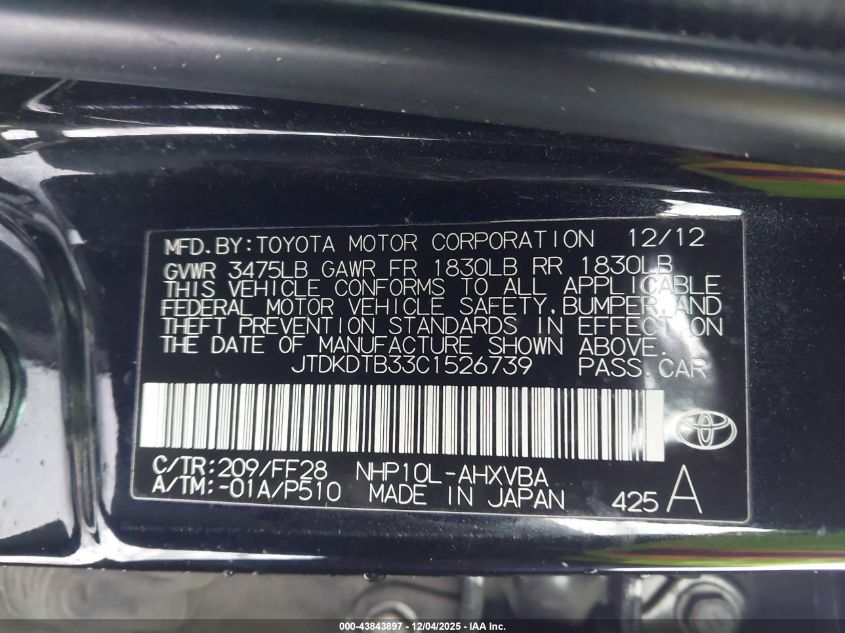 MFD.BY:TOYOTA MOTOR CORPORATION 12/12
GVWR 3475LB GAWR FR 1830LB RR 1830LB
THIS VEHICLE CONFORMS TO ALL APPLICABLE
FEDERAL MOTOR VEHICLE SAFETY,BUMPER,AND
THEFT PREVENTION STANDARDS IN EFFECT ON
THE DATE OF MANUFACTURE SHOWN ABOVE.
JTDKDTB33C1526739 PASS.CAR
C/TR:209/FF28 NHP10L-AHXVBA
A/TM:-01A/P510 MADE IN JAPAN 425 A
000-43843897 - 12/04/2025 - IAA Inc.